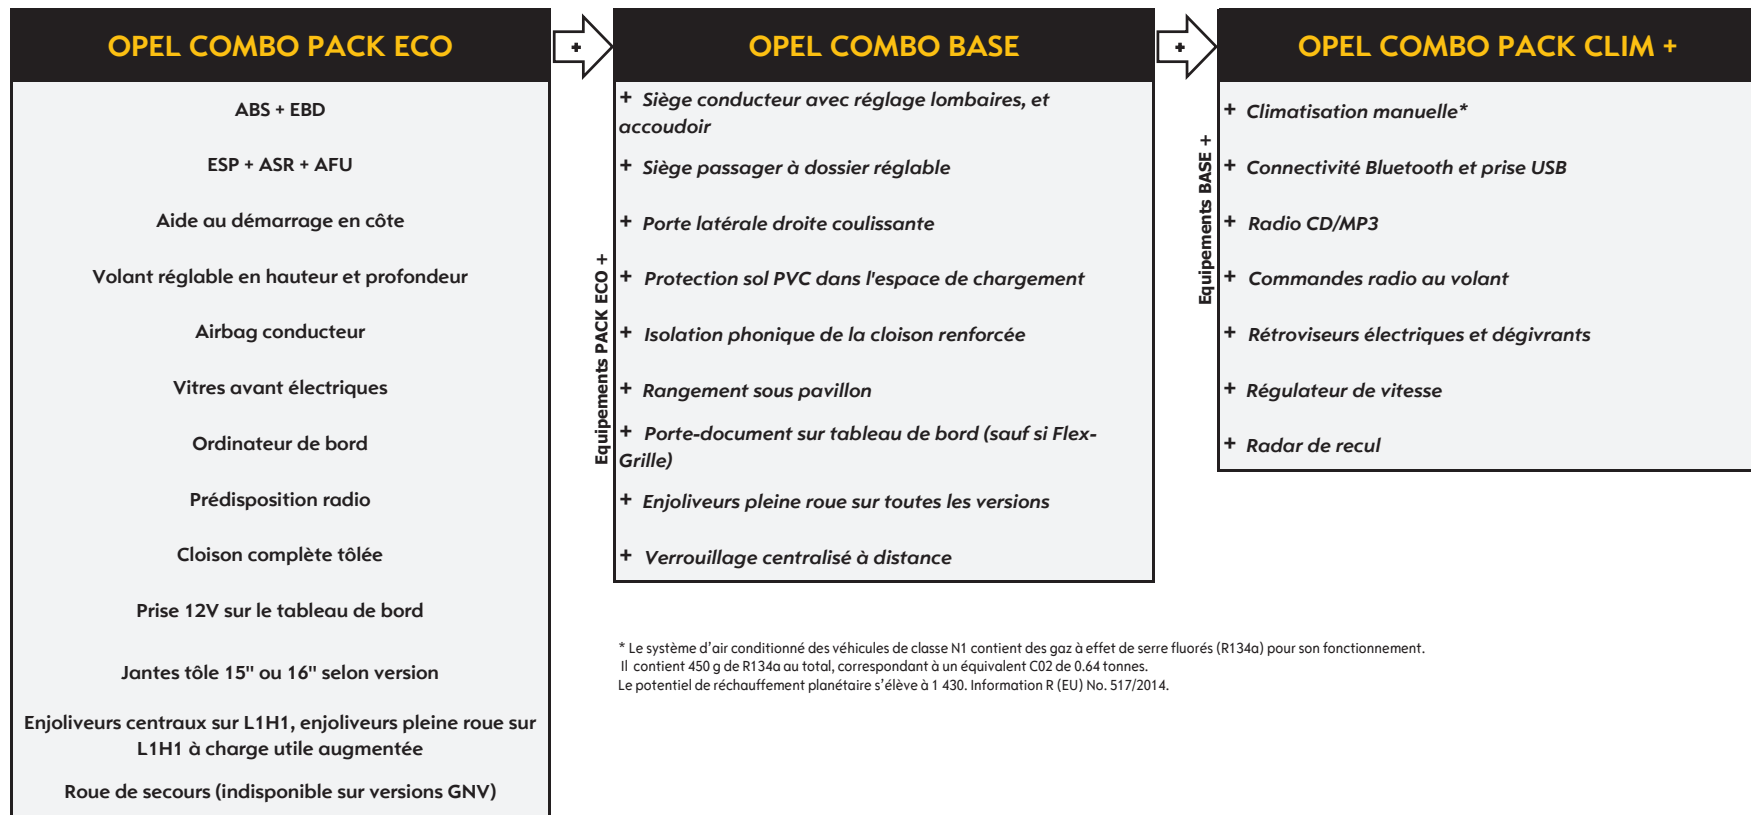 OPEL COMBO PACK ECO
ABS + EBD
ESP + ASR + AFU
Aide au démarrage en côte
Volant réglable en hauteur et profondeur
Airbag conducteur
Vitres avant électriques
Ordinateur de bord
Prédisposition radio
Cloison complète tôlée
Prise 12V sur le tableau de bord
Jantes tôle 15" ou 16" selon version
Enjoliveurs centraux sur L1H1, enjoliveurs pleine roue sur
L1H1 à charge utile augmentée
Roue de secours (indisponible sur versions GNV)
+
Equipements PACK ECO +
OPEL COMBO BASE
+ Siège conducteur avec réglage lombaires, et
accoudoir
+ Siège passager à dossier réglable
+ Porte latérale droite coulissante
+ Protection sol PVC dans l'espace de chargement
+ Isolation phonique de la cloison renforcée
+ Rangement sous pavillon
+ Porte-document sur tableau de bord (sauf si Flex-
Grille)
+ Enjoliveurs pleine roue sur toutes les versions
+ Verrouillage centralisé à distance
+
Equipements BASE +
OPEL COMBO PACK CLIM +
+ Climatisation manuelle*
+ Connectivité Bluetooth et prise USB
+ Radio CD/MP3
+ Commandes radio au volant
+ Rétroviseurs électriques et dégivrants
+ Régulateur de vitesse
+ Radar de recul
* Le système d'air conditionné des véhicules de classe N1 contient des gaz à effet de serre fluorés (R134a) pour son fonctionnement.
Il contient 450 g de R134a au total, correspondant à un équivalent C02 de 0.64 tonnes.
Le potentiel de réchauffement planétaire s'élève à 1 430. Information R (EU) No. 517/2014.